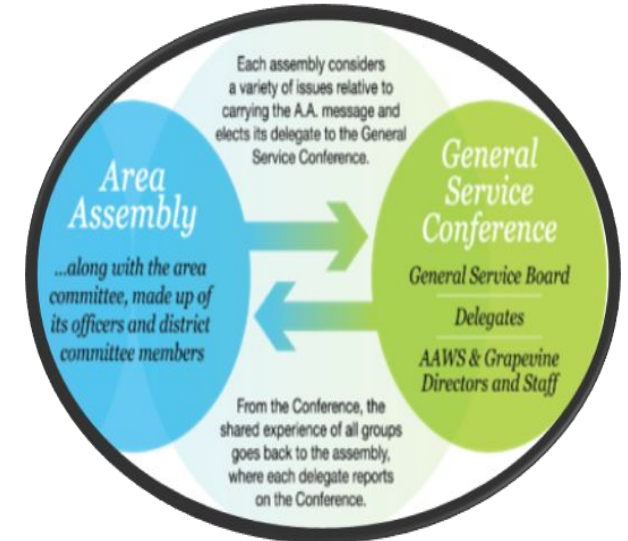 Each assembly considers
a variety of issues relative to
carrying the A.A. message and
elects its delegate to the General
Service Conference.
Area
Assembly
...along with the area
committee, made up of
its officers and district
committee members
General
Service
Conference
General Service Board
Delegates
AAWS & Grapevine
Directors and Staff
From the Conference, the
shared experience of all groups
goes back to the assembly,
where each delegate reports
on the Conference.